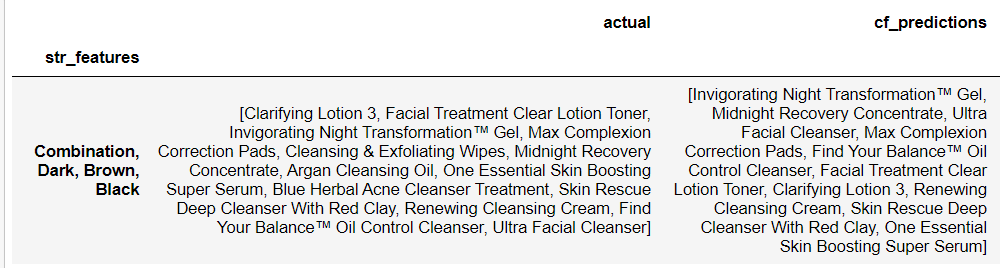 actual cf_predictions
str_features
Combination,
Dark, Brown,
Black
[Clarifying Lotion 3, Facial Treatment Clear Lotion Toner,
Invigorating Night Transformation™ Gel, Max Complexion
Correction Pads, Cleansing & Exfoliating Wipes, Midnight Recovery
Concentrate, Argan Cleansing Oil, One Essential Skin Boosting
Super Serum, Blue Herbal Acne Cleanser Treatment, Skin Rescue
Deep Cleanser With Red Clay, Renewing Cleansing Cream, Find
Your Balance™ Oil Control Cleanser, Ultra Facial Cleanser]
[Invigorating Night Transformation™ Gel,
Midnight Recovery Concentrate, Ultra
Facial Cleanser, Max Complexion
Correction Pads, Find Your Balance™ Oil
Control Cleanser, Facial Treatment Clear
Lotion Toner, Clarifying Lotion 3, Renewing
Cleansing Cream, Skin Rescue Deep
Cleanser With Red Clay, One Essential
Skin Boosting Super Serum]